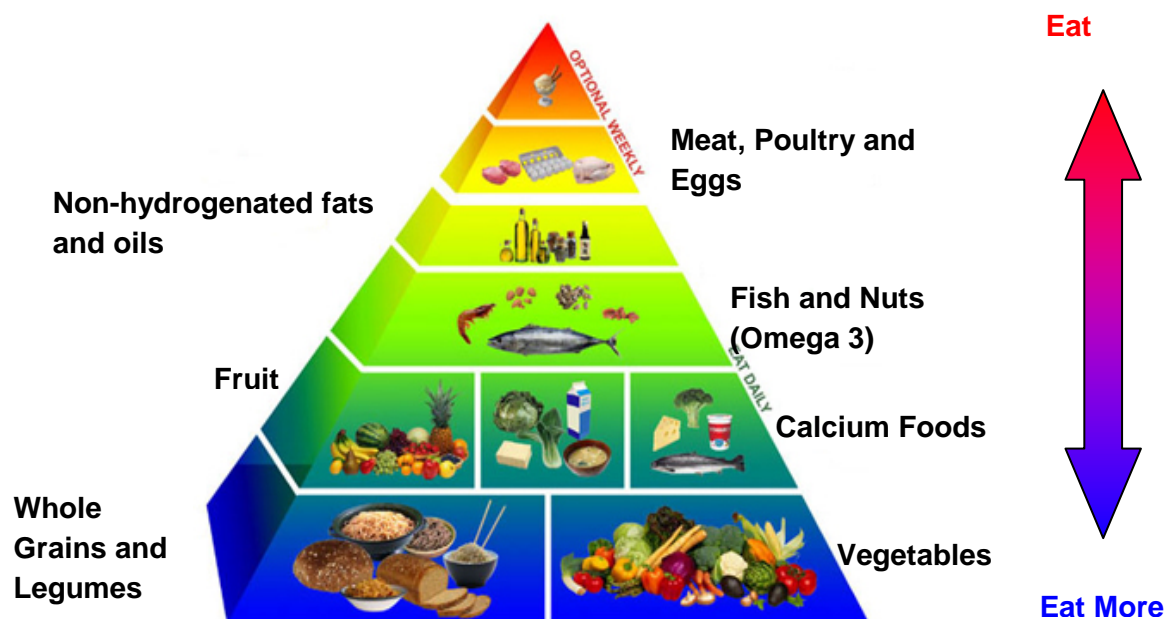 Eat
OPTIONAL WEEKLY
Meat, Poultry and
Eggs
Non-hydrogenated fats
and oils
Fish and Nuts
(Omega 3)
EAT DAILY
Fruit
Calcium Foods
Whole
Grains and
Legumes
Vegetables
Eat More